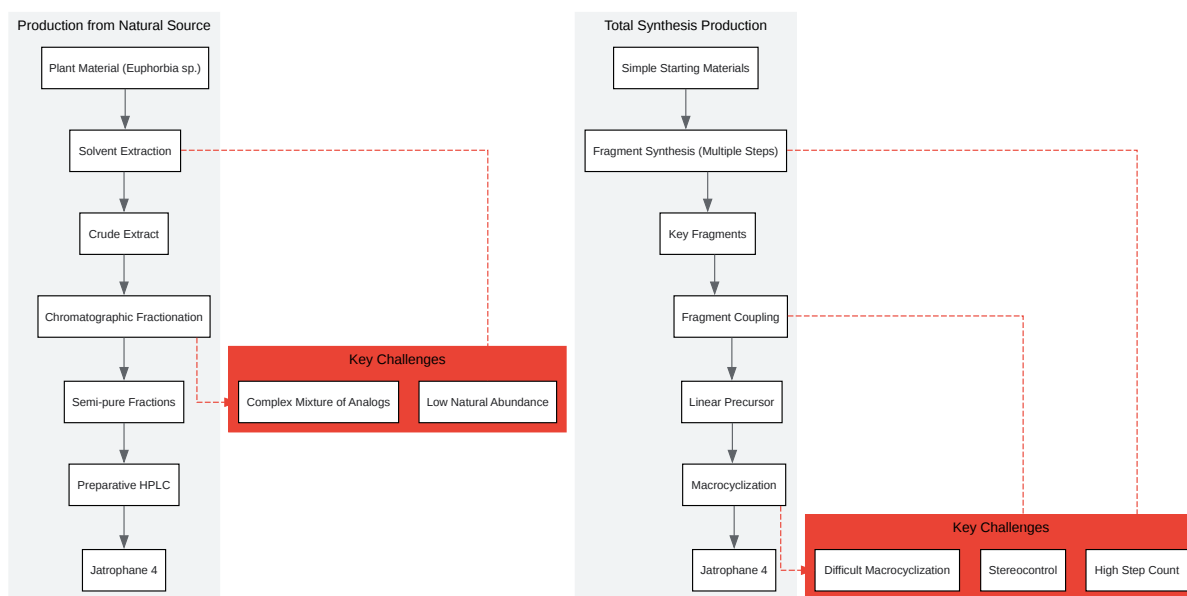 Production from Natural Source
Plant Material (Euphorbia sp.)
Solvent Extraction
Crude Extract
Chromatographic Fractionation
Semi-pure Fractions
Preparative HPLC
Jatrophane 4
Key Challenges
Complex Mixture of Analogs
Low Natural Abundance
Total Synthesis Production
Simple Starting Materials
Fragment Synthesis (Multiple Steps)
Key Fragments
Fragment Coupling
Linear Precursor
Macrocyclization
Jatrophane 4
Key Challenges
Difficult Macrocyclization
Stereocontrol
High Step Count